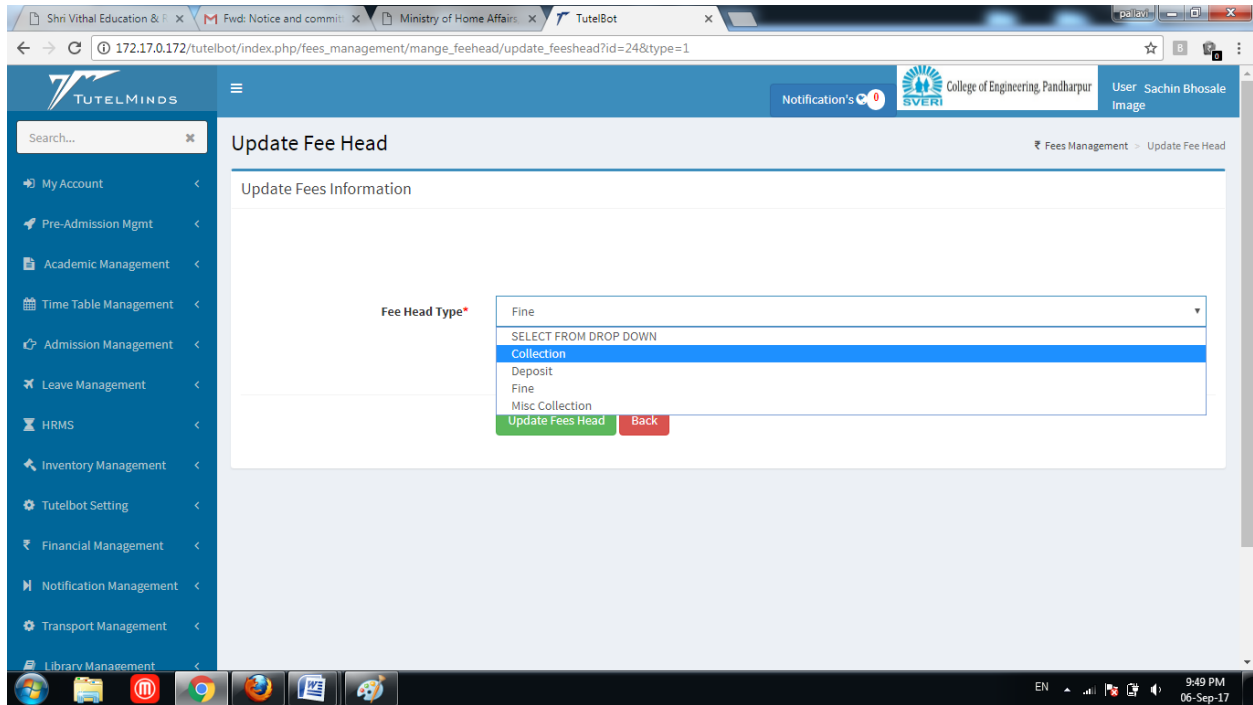 Shri Vithal Education & R
Fwd: Notice and commit
Ministry of Home Affairs
TutelBot
pallavi
172.17.0.172/tutelbot/index.php/fees_management/mange_feehead/update_feeshead?id=24&type=1
TUTELMINDS
Notification's 0
SVERI
College of Engineering, Pandharpur
User Image
Sachin Bhosale
Search...
Update Fee Head
₹ Fees Management > Update Fee Head
My Account
Update Fees Information
Pre-Admission Mgmt
Academic Management
Time Table Management
Fee Head Type*
Fine
SELECT FROM DROP DOWN
Collection
Deposit
Fine
Misc Collection
Update Fees Head
Back
Admission Management
Leave Management
HRMS
Inventory Management
Tutelbot Setting
₹ Financial Management
Notification Management
Transport Management
Library Management
EN
9:49 PM
06-Sep-17